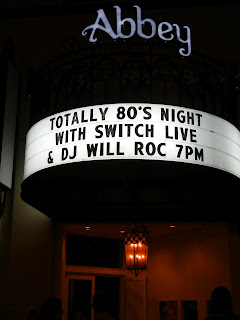 Abbey
TOTALLY 80'S NIGHT
WITH SWITCH LIVE
& DJ WILL ROC 7PM